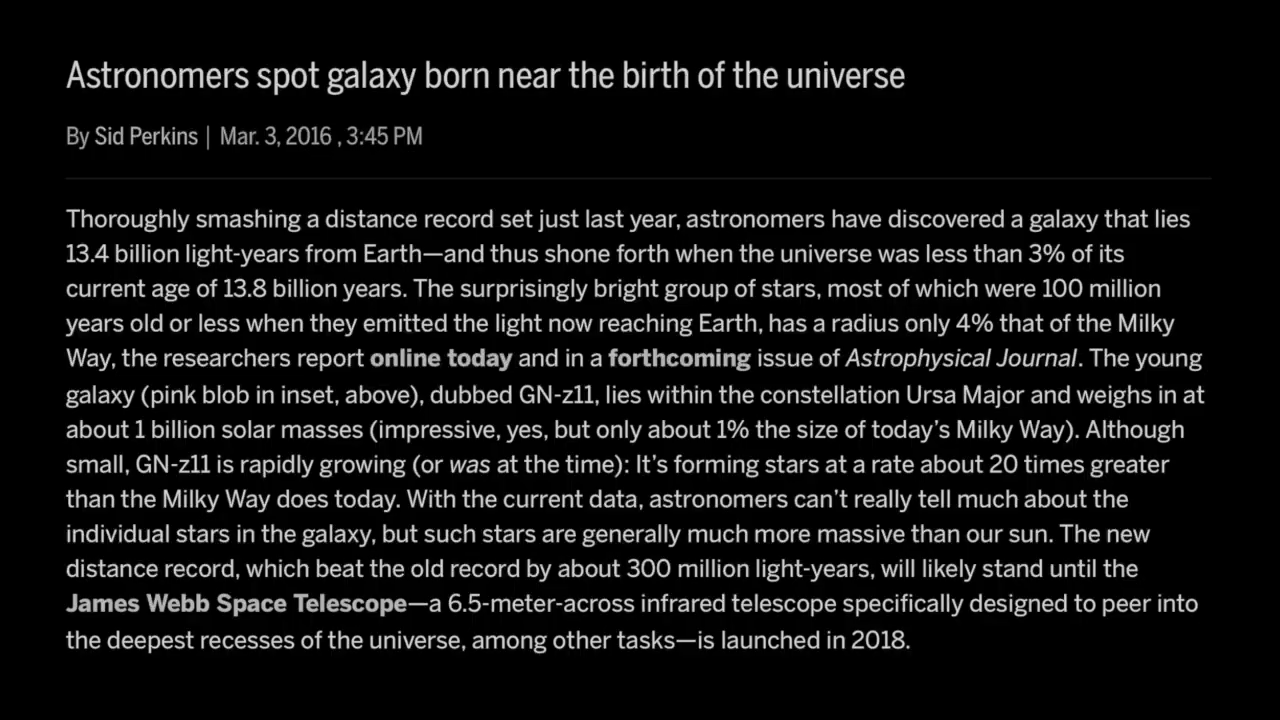 Astronomers spot galaxy born near the birth of the universe
By Sid Perkins | Mar. 3, 2016 , 3:45 PM
Thoroughly smashing a distance record set just last year, astronomers have discovered a galaxy that lies
13.4 billion light-years from Earth—and thus shone forth when the universe was less than 3% of its
current age of 13.8 billion years. The surprisingly bright group of stars, most of which were 100 million
years old or less when they emitted the light now reaching Earth, has a radius only 4% that of the Milky
Way, the researchers report online today and in a forthcoming issue of Astrophysical Journal. The young
galaxy (pink blob in inset, above), dubbed GN-z11, lies within the constellation Ursa Major and weighs in at
about 1 billion solar masses (impressive, yes, but only about 1% the size of today’s Milky Way). Although
small, GN-z11 is rapidly growing (or was at the time): It’s forming stars at a rate about 20 times greater
than the Milky Way does today. With the current data, astronomers can’t really tell much about the
individual stars in the galaxy, but such stars are generally much more massive than our sun. The new
distance record, which beat the old record by about 300 million light-years, will likely stand until the
James Webb Space Telescope—a 6.5-meter-across infrared telescope specifically designed to peer into
the deepest recesses of the universe, among other tasks—is launched in 2018.